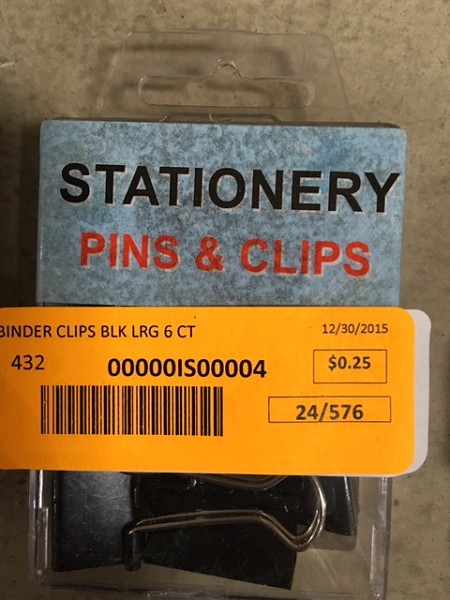 STATIONERY
PINS & CLIPS
BINDER CLIPS BLK LRG 6 CT
12/30/2015
432
00000IS00004
$0.25
24/576